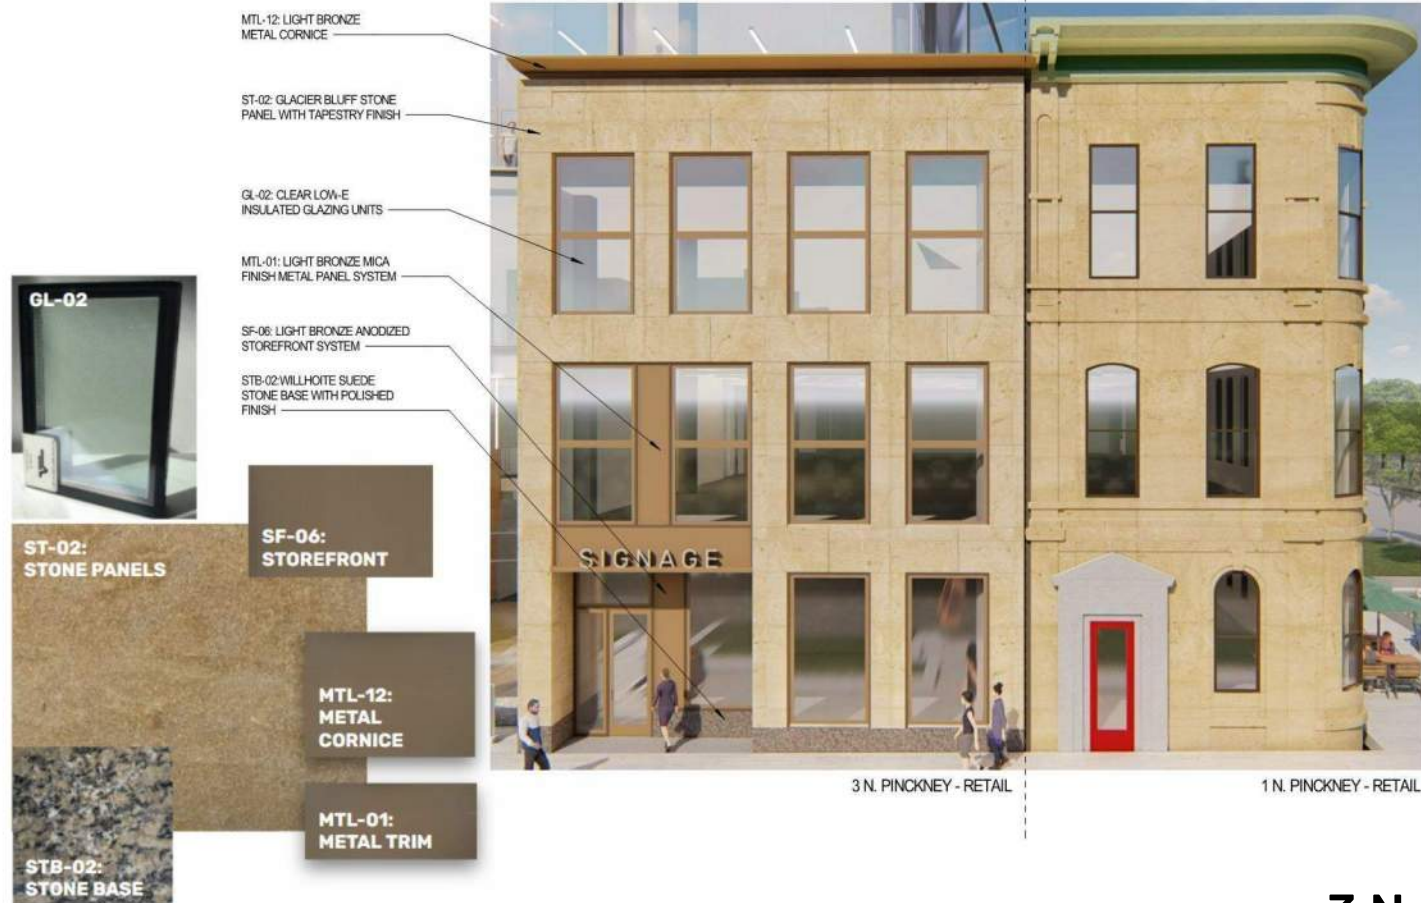 MTL-12: LIGHT BRONZE
METAL CORNICE
ST-02: GLACIER BLUFF STONE
PANEL WITH TAPESTRY FINISH
GL-02: CLEAR LOW-E
INSULATED GLAZING UNITS
MTL-01: LIGHT BRONZE MICA
FINISH METAL PANEL SYSTEM
SF-06: LIGHT BRONZE ANODIZED
STOREFRONT SYSTEM
STB-02:WILLHOITE SUEDE
STONE BASE WITH POLISHED
FINISH
GL-02
SF-06:
STOREFRONT
ST-02:
STONE PANELS
MTL-12:
METAL
CORNICE
MTL-01:
METAL TRIM
STB-02:
STONE BASE
SIGNAGE
3 N. PINCKNEY - RETAIL
1 N. PINCKNEY - RETAIL